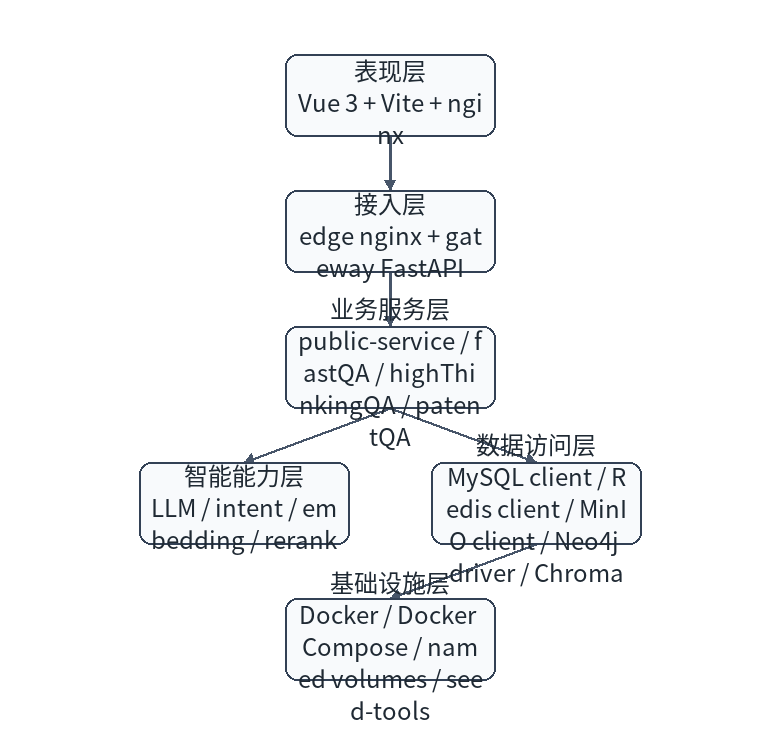 表现层
Vue 3 + Vite + ngi
nx
接入层
edge nginx + gat
eway FastAPI
业务服务层
public-service / f
astQA / highThi
nkingQA / paten
tQA
智能能力层
LLM / intent / em
bedding / rerank
数据访问层
MySQL client / R
edis client / MinI
O client / Neo4j
driver / Chroma
基础设施层
Docker / Docker
Compose / nam
ed volumes / see
d-tools